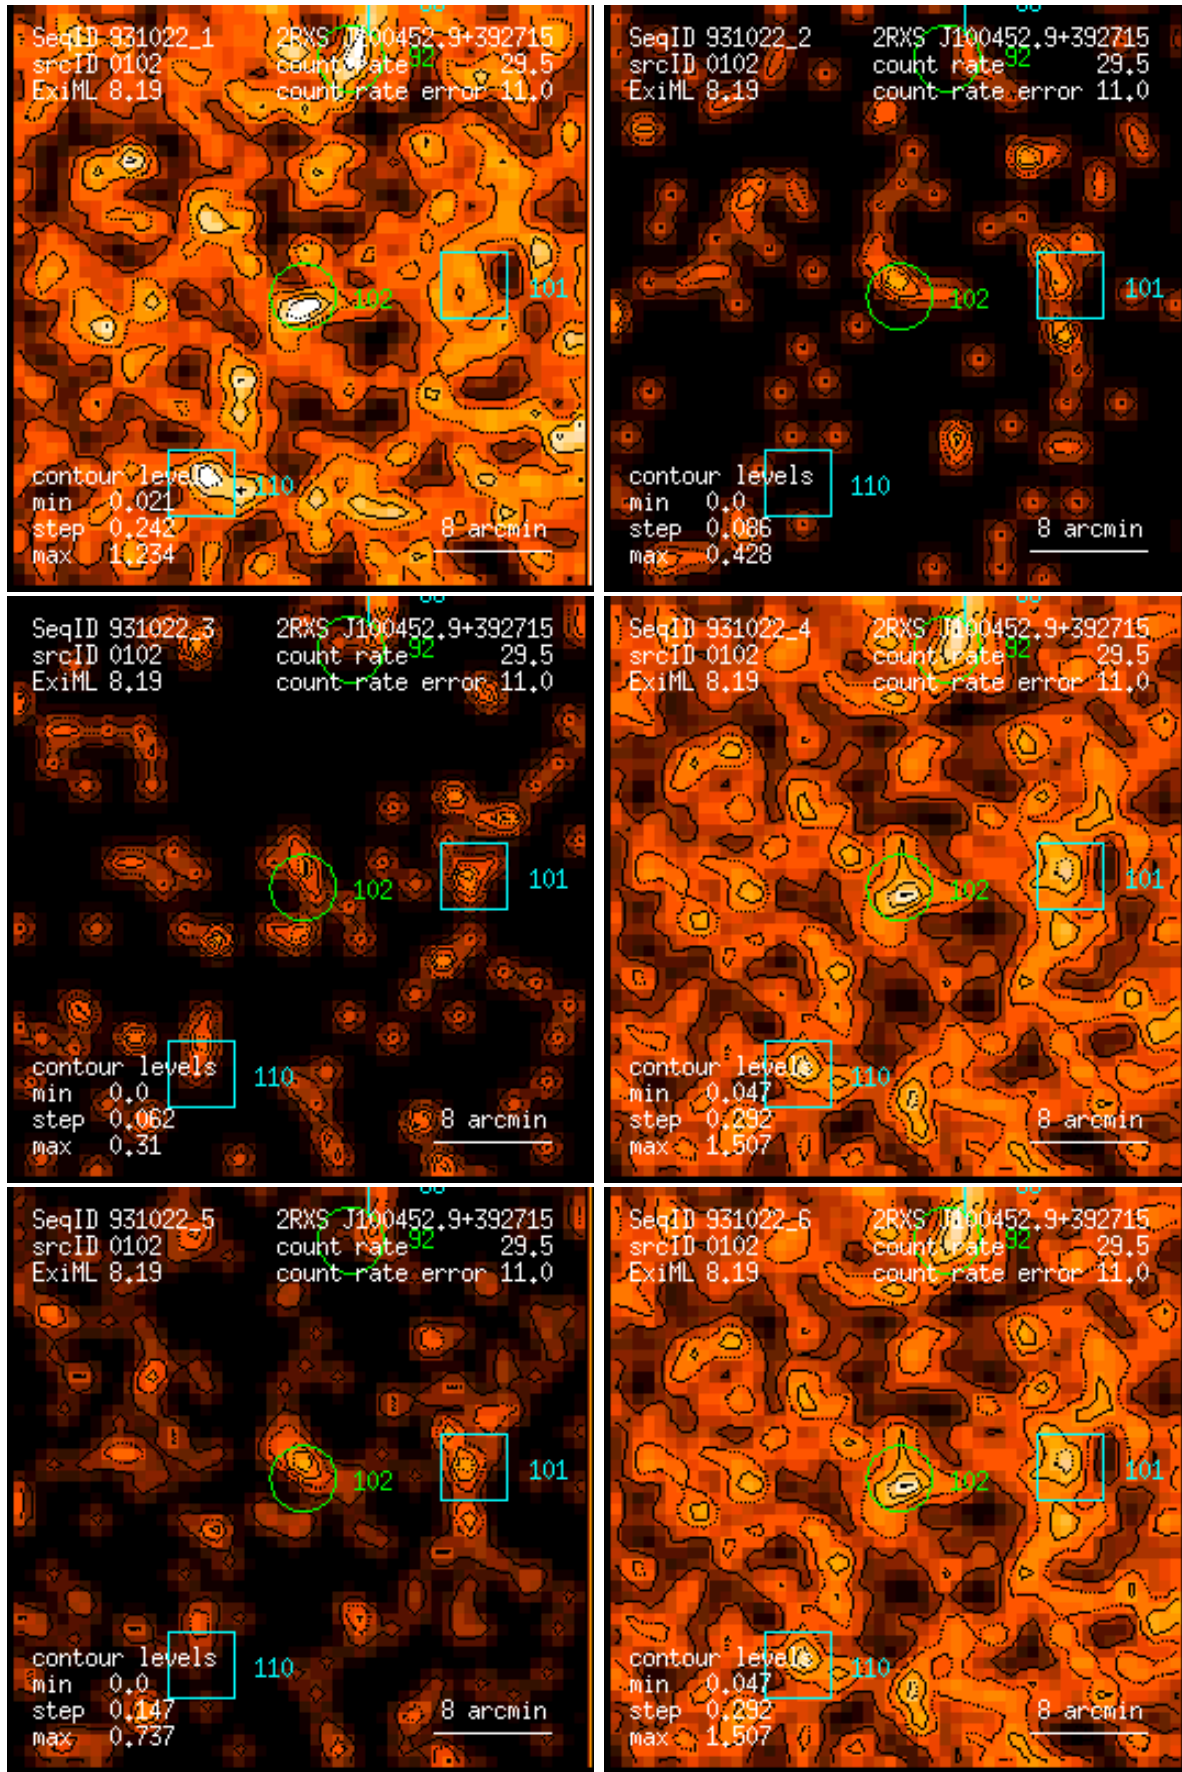 SeqID 931022_1 2RXS J100452.9+392715
srcID 0102 count rate 29.5
92
ExiML 8.19 count rate error 11.0
101
102
contour levels
110
min 0.021
step 0.242 8 arcmin
max 1.234
SeqID 931022_2 2RXS J100452.9+392715
srcID 0102 count rate 29.5
92
ExiML 8.19 count rate error 11.0
101
102
contour levels
110
min 0.0
step 0.086 8 arcmin
max 0.428
SeqID 931022_3 2RXS J100452.9+392715
srcID 0102 count rate 29.5
92
ExiML 8.19 count rate error 11.0
101
102
contour levels
110
min 0.0
step 0.062 8 arcmin
max 0.31
SeqID 931022_4 2RXS J100452.9+392715
srcID 0102 count rate 29.5
92
ExiML 8.19 count rate error 11.0
101
102
contour levels
110
min 0.047
step 0.292 8 arcmin
max 1.507
SeqID 931022_5 2RXS J100452.9+392715
srcID 0102 count rate 29.5
92
ExiML 8.19 count rate error 11.0
101
102
contour levels
110
min 0.0
step 0.147 8 arcmin
max 0.737
SeqID 931022_6 2RXS J100452.9+392715
srcID 0102 count rate 29.5
92
ExiML 8.19 count rate error 11.0
101
102
contour levels
110
min 0.047
step 0.292 8 arcmin
max 1.507